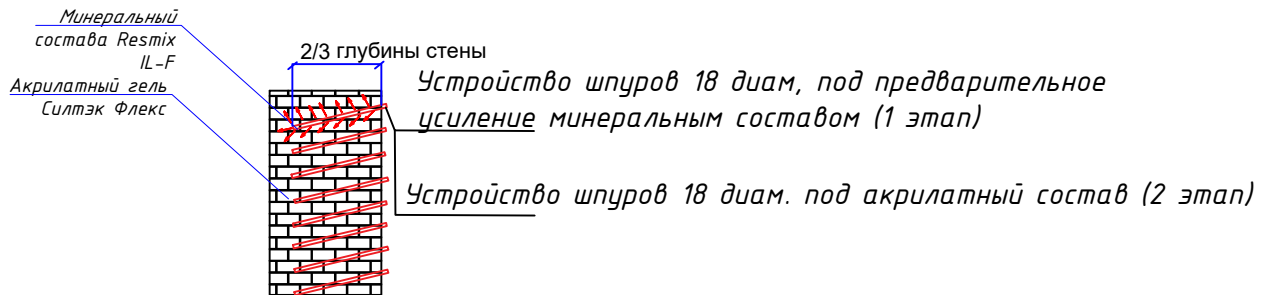 Минеральный
состава Resmix
IL-F
Акрилатный гель
Силтэк Флекс
2/3 глубины стены
Устройство шпуров 18 диам, под предварительное
усиление минеральным составом (1 этап)
Устройство шпуров 18 диам. под акрилатный состав (2 этап)